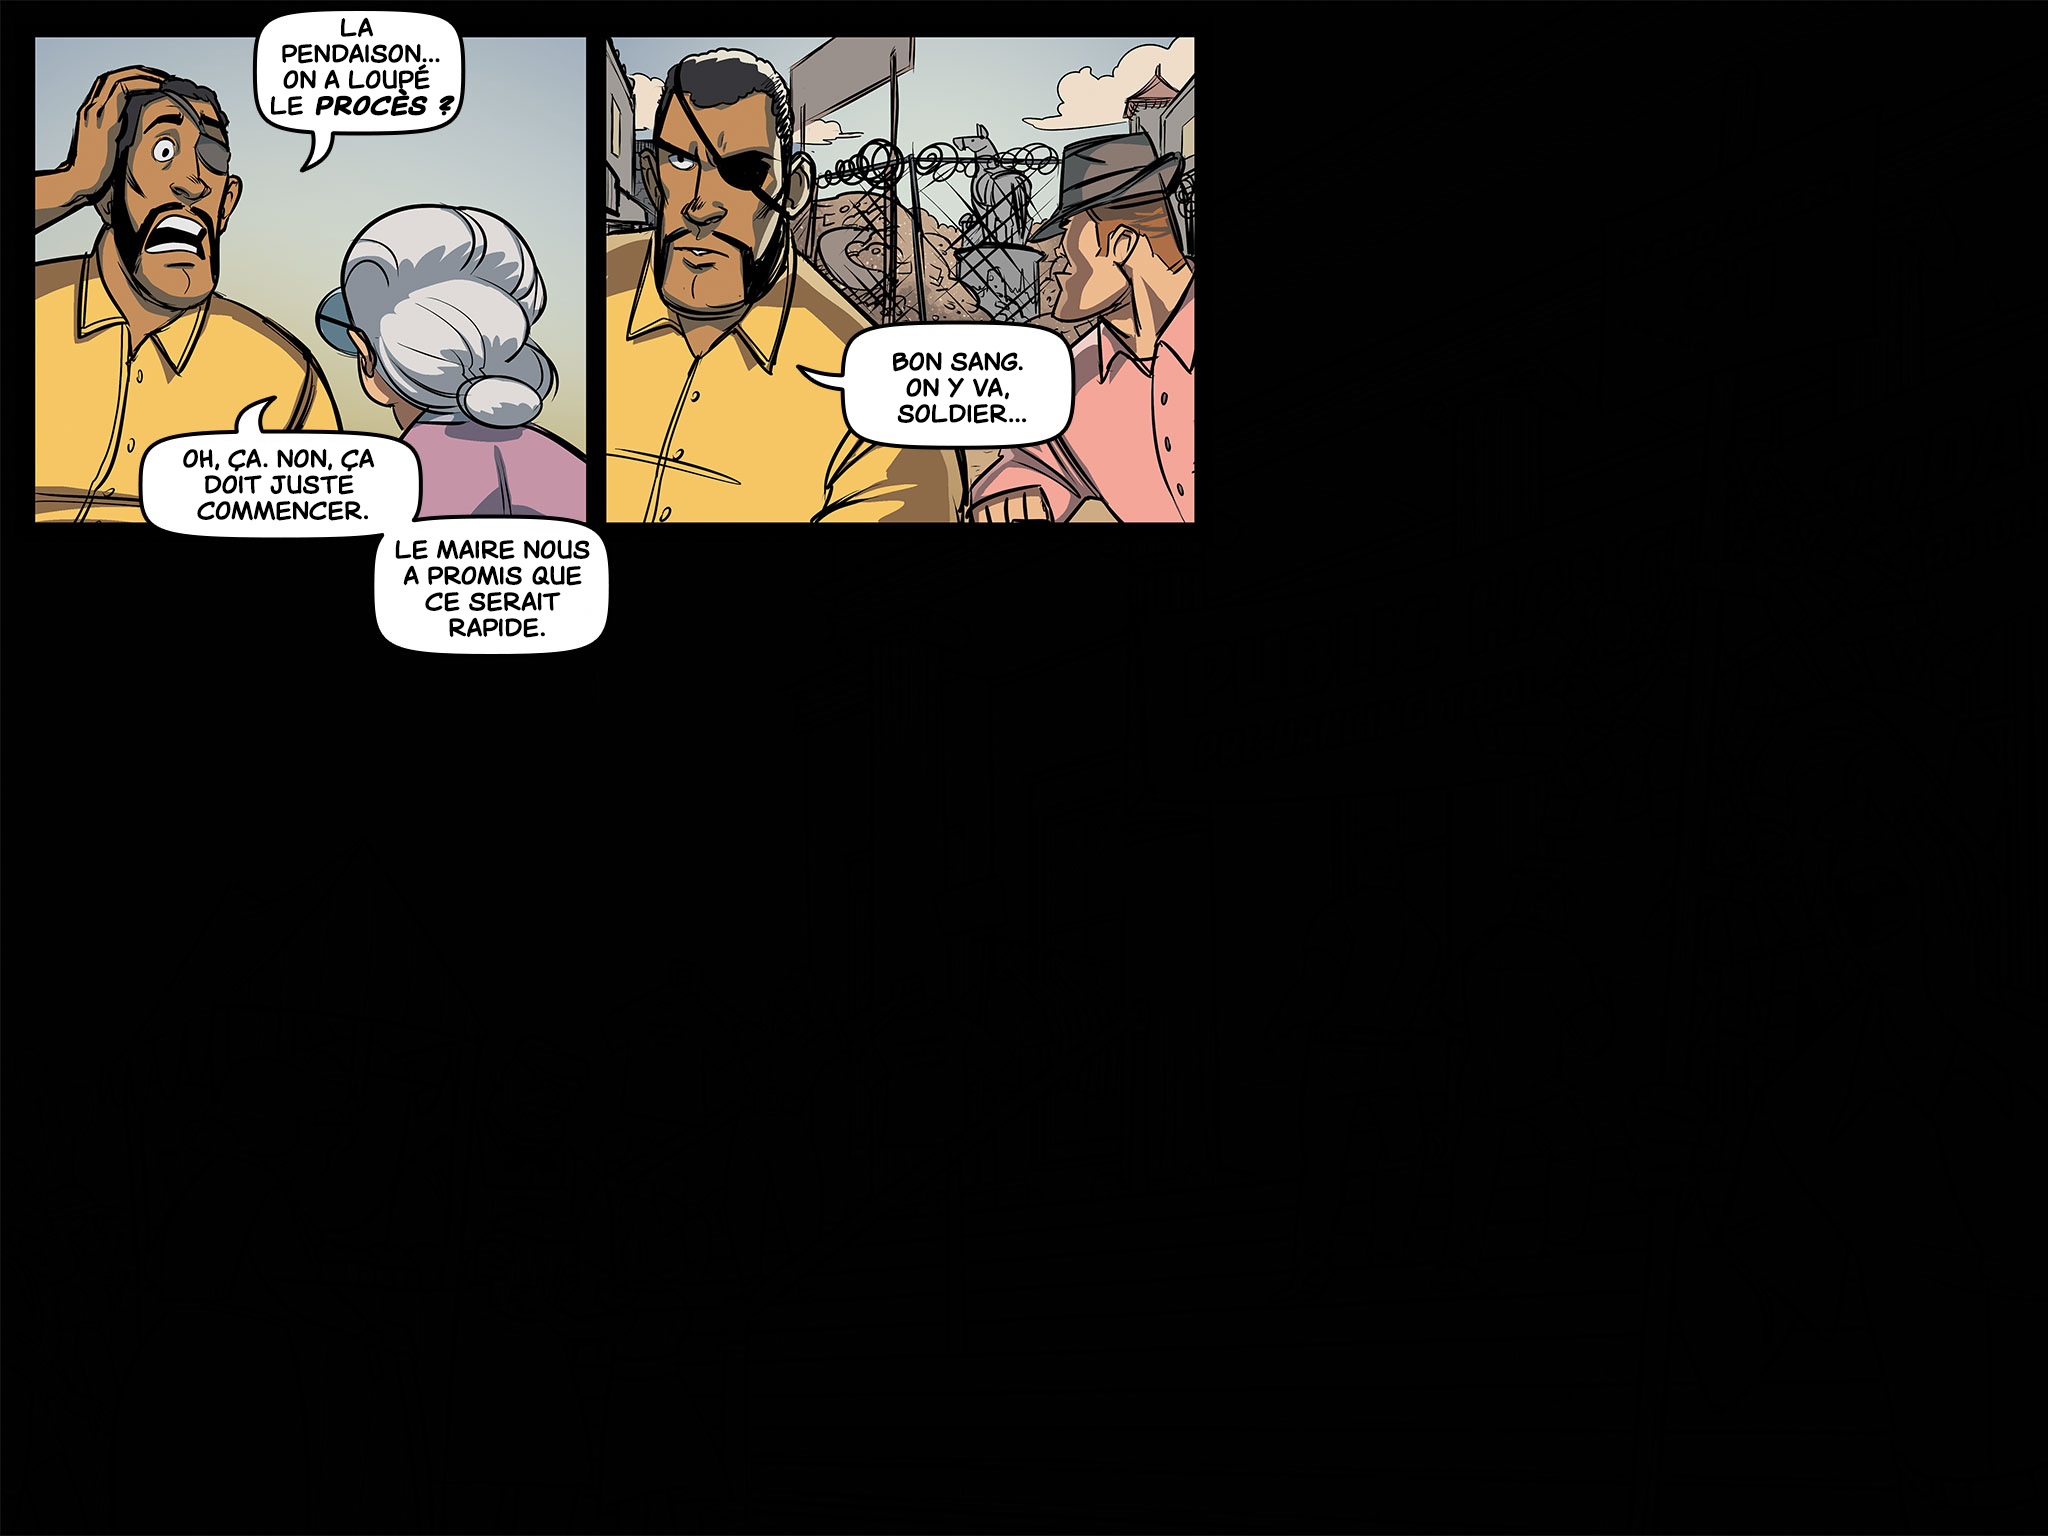 LA
PENDAISON...
ON A LOUPÉ
LE PROCÈS ?
OH, ÇA. NON, ÇA
DOIT JUSTE
COMMENCER.
LE MAIRE NOUS
A PROMIS QUE
CE SERAIT
RAPIDE.
BON SANG.
ON Y VA,
SOLDIER...